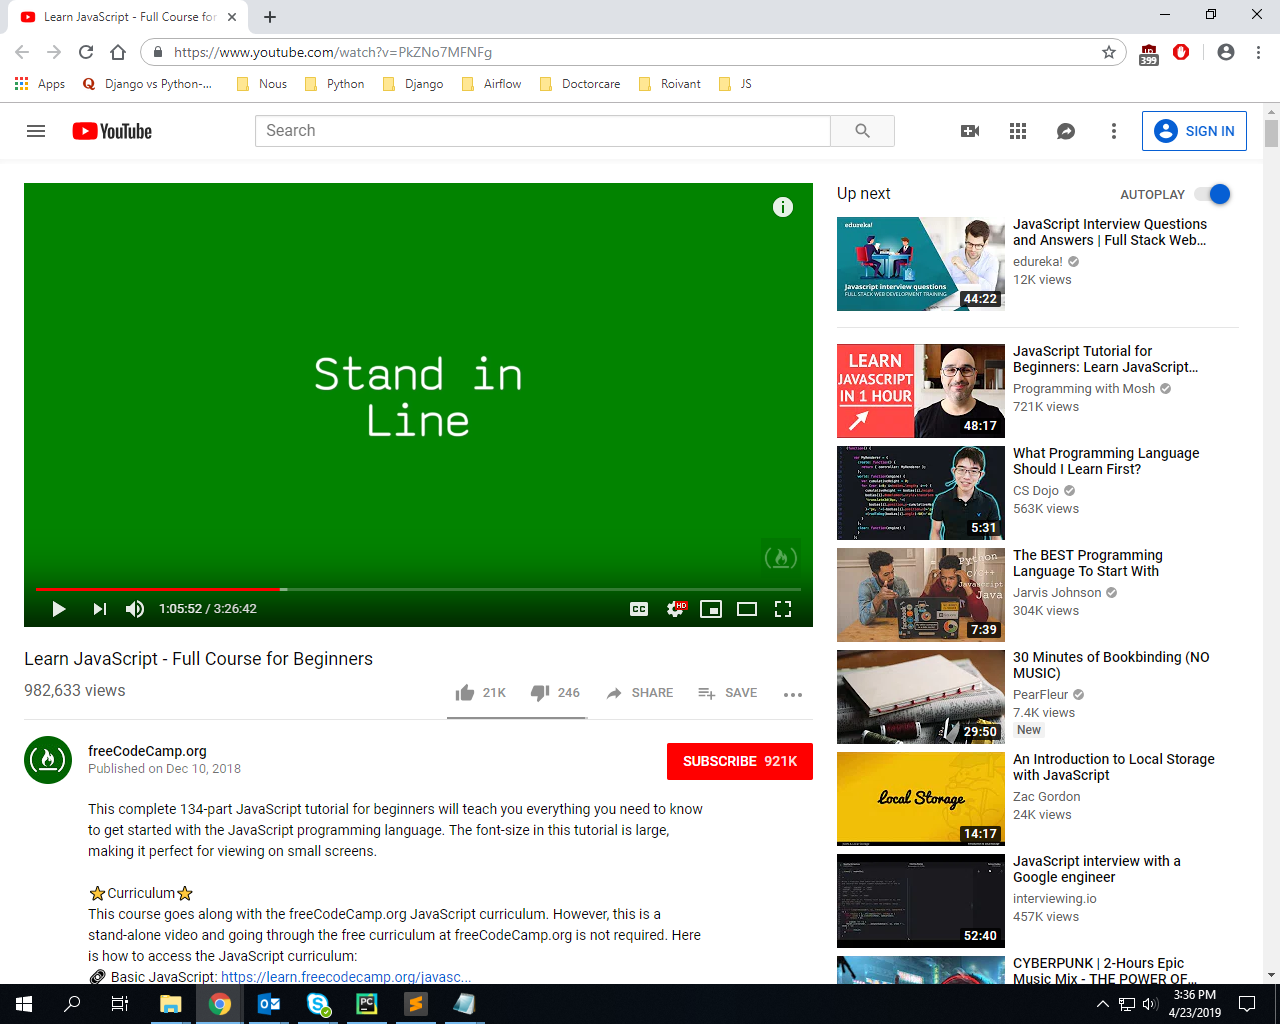 Learn JavaScript - Full Course for
https://www.youtube.com/watch?v=PkZNo7MFNFg
399
Apps
Django vs Python-...
Nous
Python
Django
Airflow
Doctorcare
Roivant
JS
YouTube
Search
SIGN IN
Stand in
Line
1:05:52 / 3:26:42
CC
HD
Learn JavaScript - Full Course for Beginners
982,633 views
21K
246
SHARE
SAVE
freeCodeCamp.org
Published on Dec 10, 2018
SUBSCRIBE 921K
This complete 134-part JavaScript tutorial for beginners will teach you everything you need to know
to get started with the JavaScript programming language. The font-size in this tutorial is large,
making it perfect for viewing on small screens.
⭐Curriculum⭐
This course goes along with the freeCodeCamp.org JavaScript curriculum. However, this is a
stand-alone video and going through the free curriculum at freeCodeCamp.org is not required. Here
is how to access the JavaScript curriculum:
🔗 Basic JavaScript: https://learn.freecodecamp.org/javasc...
Up next
AUTOPLAY
edureka!
Javascript interview questions
FULL STACK WEB DEVELOPMENT TRAINING
44:22
JavaScript Interview Questions
and Answers | Full Stack Web...
edureka!
12K views
LEARN
JAVASCRIPT
IN 1 HOUR
48:17
JavaScript Tutorial for
Beginners: Learn JavaScript...
Programming with Mosh
721K views
5:31
What Programming Language
Should I Learn First?
CS Dojo
563K views
Python
C/C++
Javascript
Java
7:39
The BEST Programming
Language To Start With
Jarvis Johnson
304K views
29:50
30 Minutes of Bookbinding (NO
MUSIC)
PearFleur
7.4K views
New
Local Storage
14:17
An Introduction to Local Storage
with JavaScript
Zac Gordon
24K views
52:40
JavaScript interview with a
Google engineer
interviewing.io
457K views
CYBERPUNK | 2-Hours Epic
Music Mix - THE POWER OF...
3:36 PM
4/23/2019